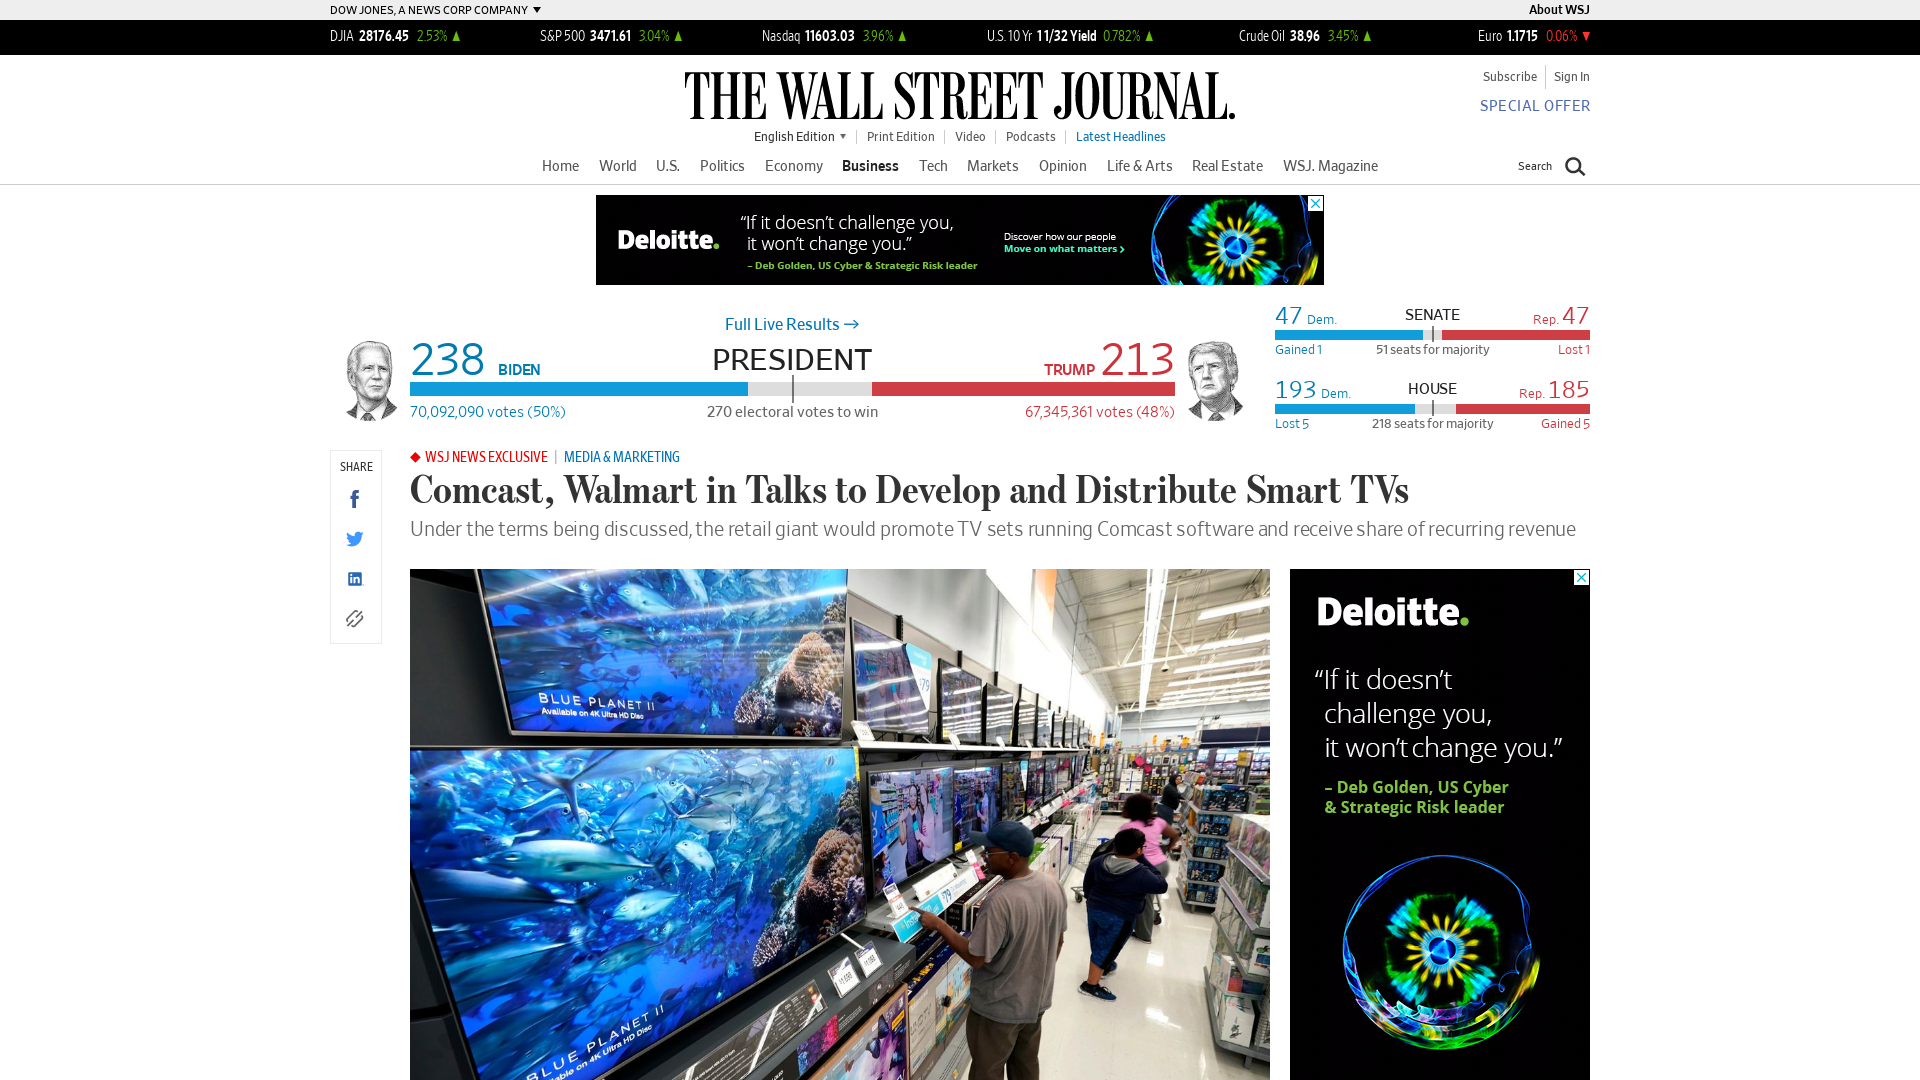 DOW JONES, A NEWS CORP COMPANY
About WSJ
DJIA 28176.45 2.53%
S&P 500 3471.61 3.04%
Nasdaq 11603.03 3.96%
U.S. 10 Yr 11/32 Yield 0.782%
Crude Oil 38.96 3.45%
Euro 1.1715 0.06%
THE WALL STREET JOURNAL.
Subscribe
Sign In
SPECIAL OFFER
English Edition
Print Edition
Video
Podcasts
Latest Headlines
Home
World
U.S.
Politics
Economy
Business
Tech
Markets
Opinion
Life & Arts
Real Estate
WSJ. Magazine
Search
Deloitte.
“If it doesn’t challenge you,
it won’t change you.”
– Deb Golden, US Cyber & Strategic Risk leader
Discover how our people
Move on what matters
Full Live Results
238 BIDEN
PRESIDENT
TRUMP 213
70,092,090 votes (50%)
270 electoral votes to win
67,345,361 votes (48%)
47 Dem.
SENATE
Rep. 47
Gained 1
51 seats for majority
Lost 1
193 Dem.
HOUSE
Rep. 185
Lost 5
218 seats for majority
Gained 5
SHARE
WSJ NEWS EXCLUSIVE | MEDIA & MARKETING
Comcast, Walmart in Talks to Develop and Distribute Smart TVs
Under the terms being discussed, the retail giant would promote TV sets running Comcast software and receive share of recurring revenue
BLUE PLANET II
Available on 4K Ultra HD Disc
BLUE PLANET II
on 4K Ultra HD Disc
Deloitte.
“If it doesn’t
challenge you,
it won’t change you.”
– Deb Golden, US Cyber
& Strategic Risk leader